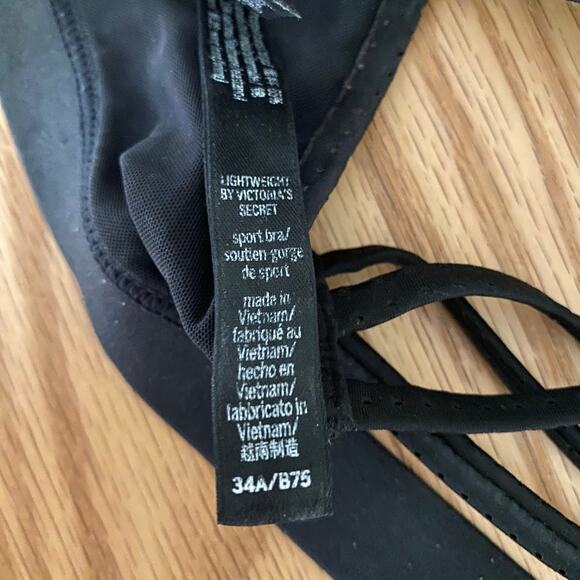 LIGHTWEIGHT
BY VICTORIA'S
SECRET
sport bra/
soutien-gorge
de sport
made in
Vietnam/
fabriqué au
Vietnam/
hecho en
Vietnam/
fabbricato in
Vietnam/
越南制造
34A/B75